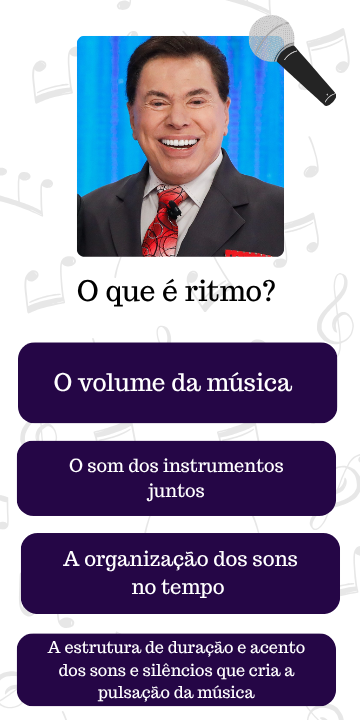 O que é ritmo?
O volume da música
O som dos instrumentos
juntos
A organização dos sons
no tempo
A estrutura de duração e acento
dos sons e silêncios que cria a
pulsação da música